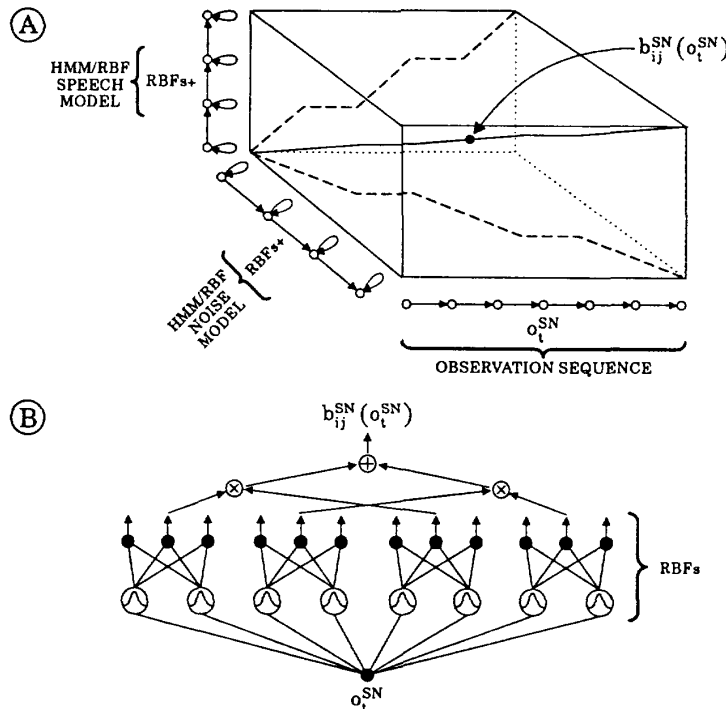 A
HMM/RBF
SPEECH
MODEL
RBFs+
b_ij^SN(o_t^SN)
RBFs+
HMM/RBF
NOISE
MODEL
o_t^SN
OBSERVATION SEQUENCE
B
b_ij^SN(o_t^SN)
+
× ×
RBFs
o_t^SN